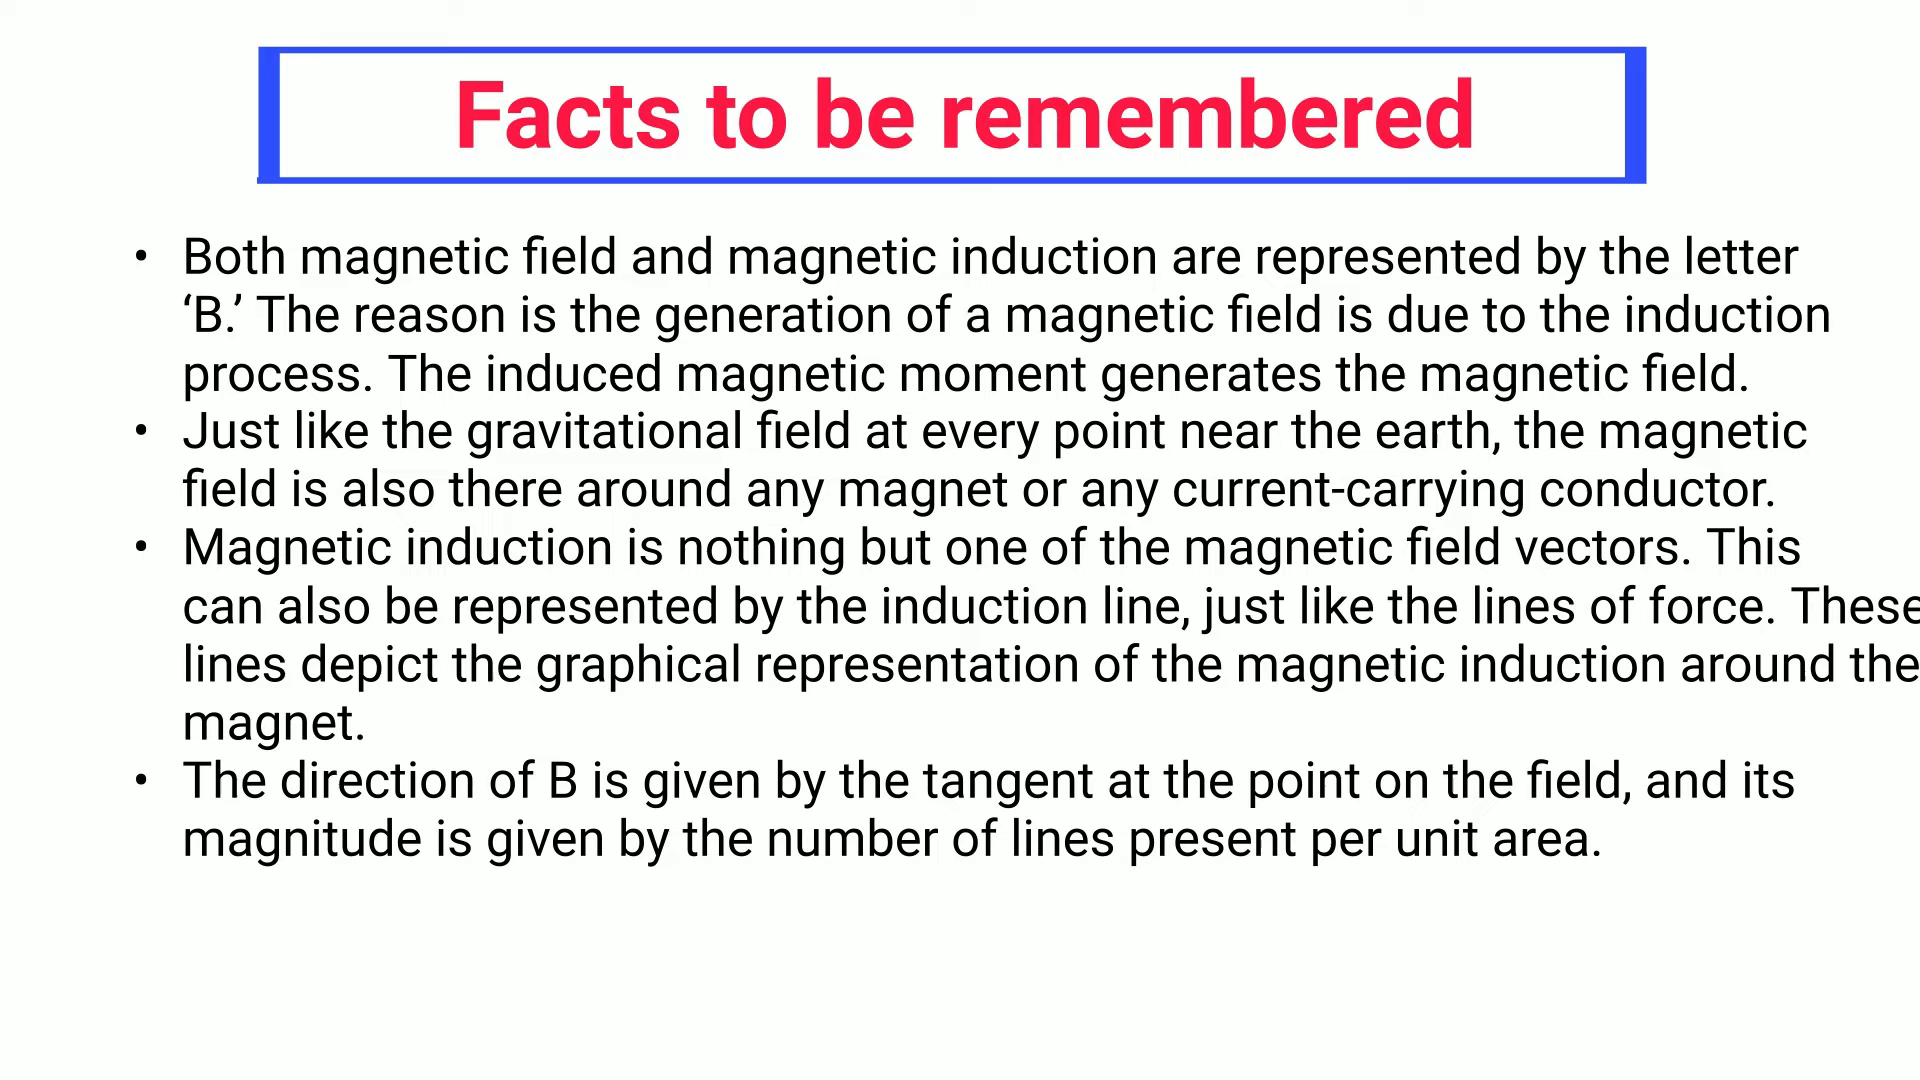 Facts to be remembered
• Both magnetic field and magnetic induction are represented by the letter
‘B.’ The reason is the generation of a magnetic field is due to the induction
process. The induced magnetic moment generates the magnetic field.
• Just like the gravitational field at every point near the earth, the magnetic
field is also there around any magnet or any current-carrying conductor.
• Magnetic induction is nothing but one of the magnetic field vectors. This
can also be represented by the induction line, just like the lines of force. These
lines depict the graphical representation of the magnetic induction around the
magnet.
• The direction of B is given by the tangent at the point on the field, and its
magnitude is given by the number of lines present per unit area.